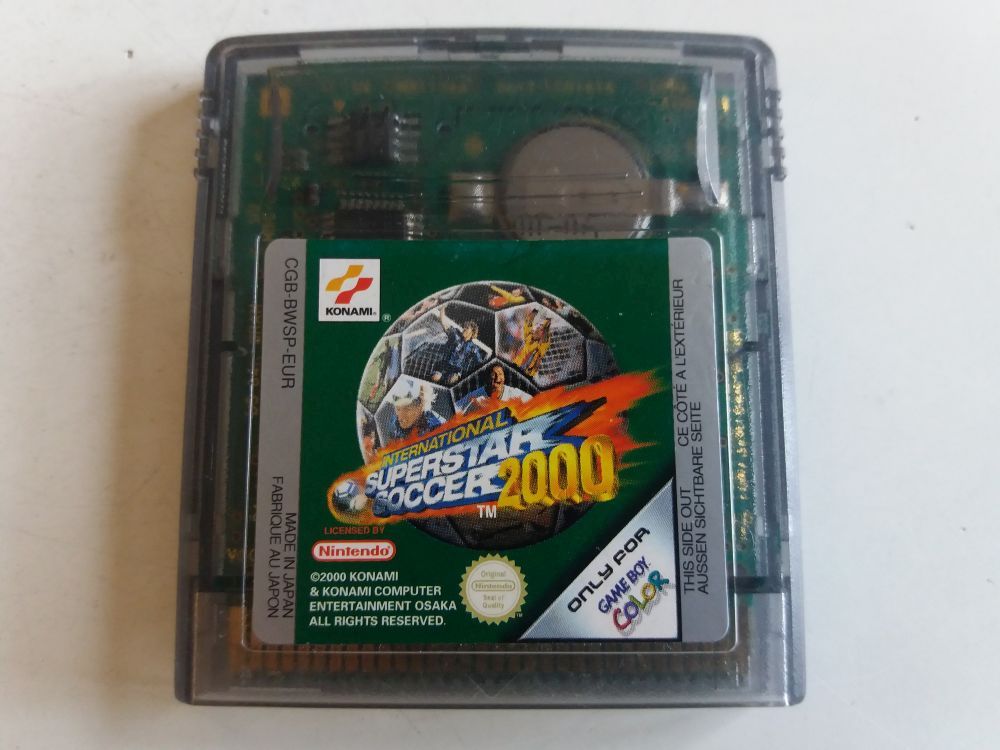 CGB-BWSP-EUR
MADE IN JAPAN
FABRIQUE AU JAPON
KONAMI®
INTERNATIONAL
SUPERSTAR
SOCCER 2000
TM
LICENSED BY
Nintendo
©2000 KONAMI
& KONAMI COMPUTER
ENTERTAINMENT OSAKA
ALL RIGHTS RESERVED.
Original
Nintendo
Seal of
Quality
TM
ONLY FOR
GAME BOY
COLOR
THIS SIDE OUT CE CÔTÉ A L'EXTÉRIEUR
AUSSEN SICHTBARE SEITE